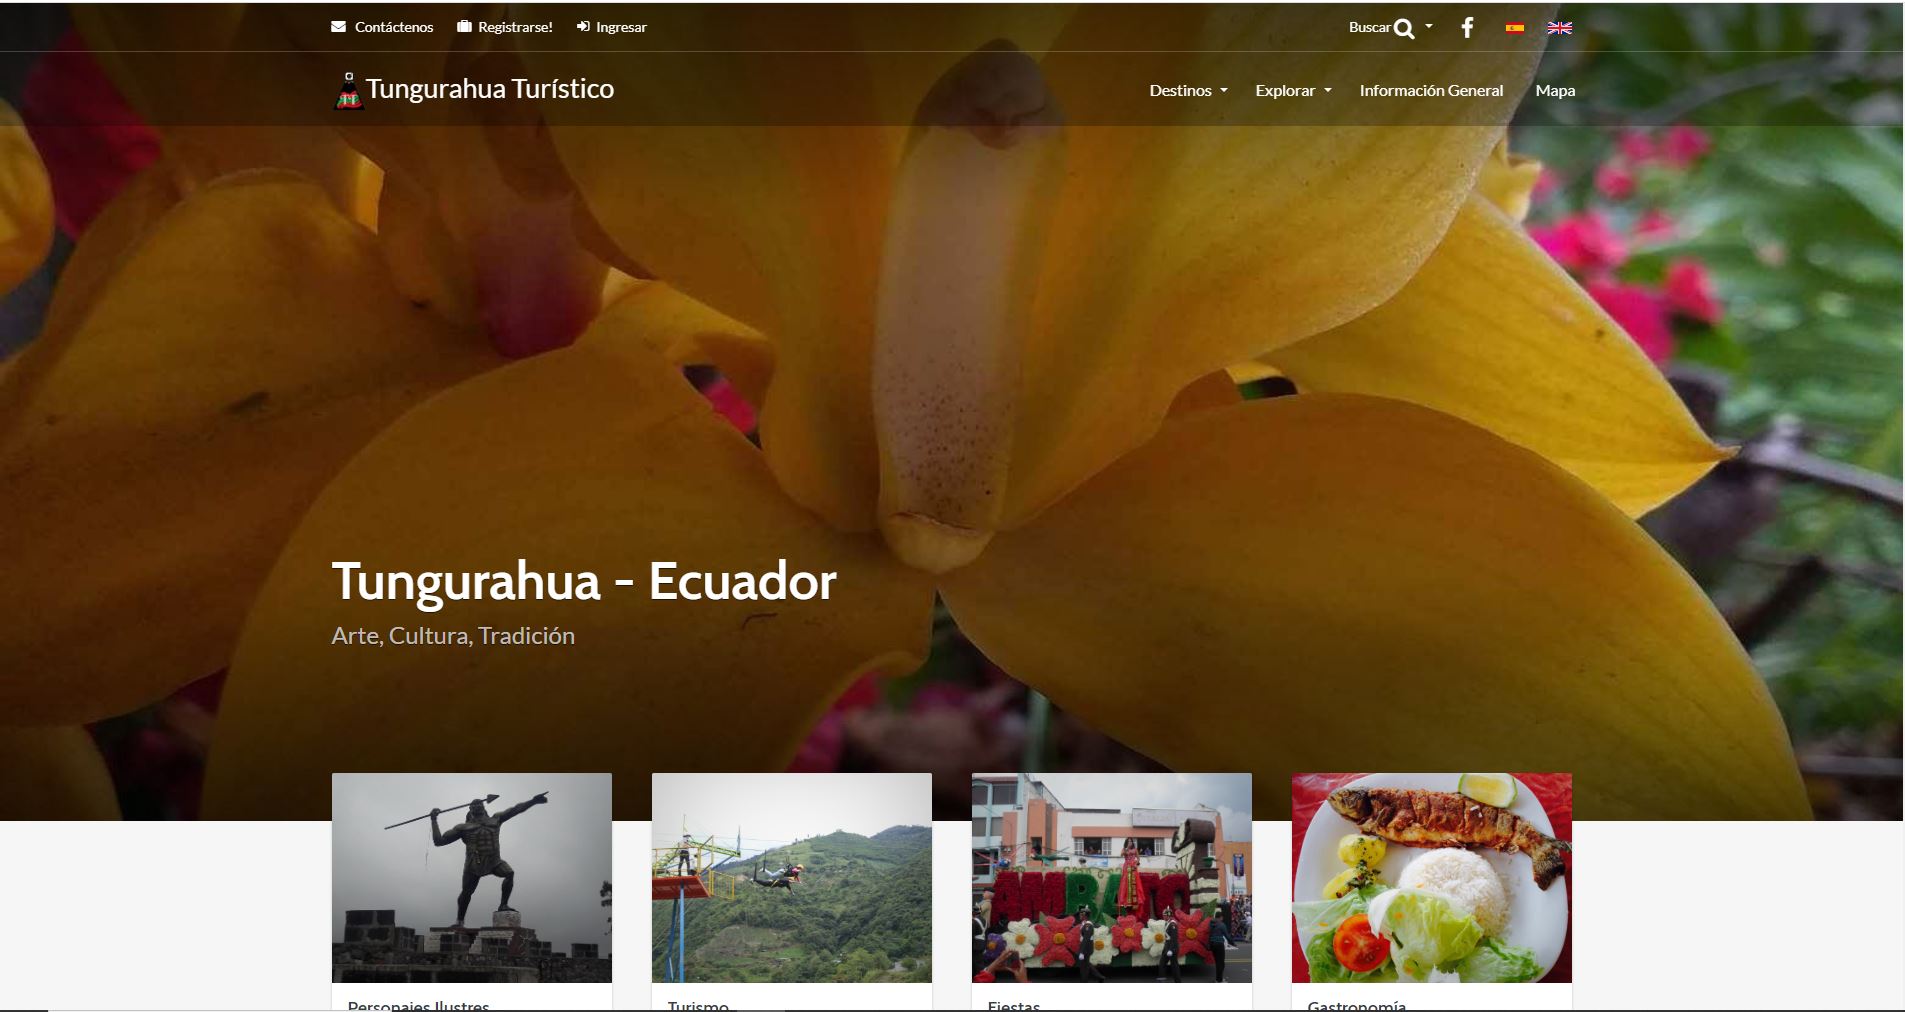 Contáctenos Registrarse! Ingresar Buscar
Tungurahua Turístico Destinos Explorar Información General Mapa
Tungurahua - Ecuador
Arte, Cultura, Tradición
AMBATO
Personajes Ilustres Turismo Fiestas Gastronomía